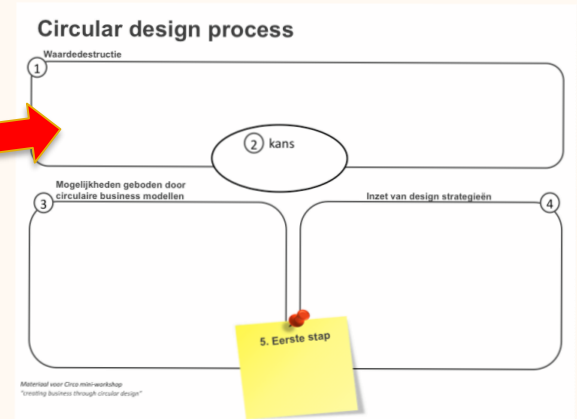 Circular design process
Waardedestructie
1
2 kans
Mogelijkheden geboden door
circulaire business modellen
3
Inzet van design strategieën
4
5. Eerste stap
Materiaal voor Circo mini-workshop
"creating business through circular design"